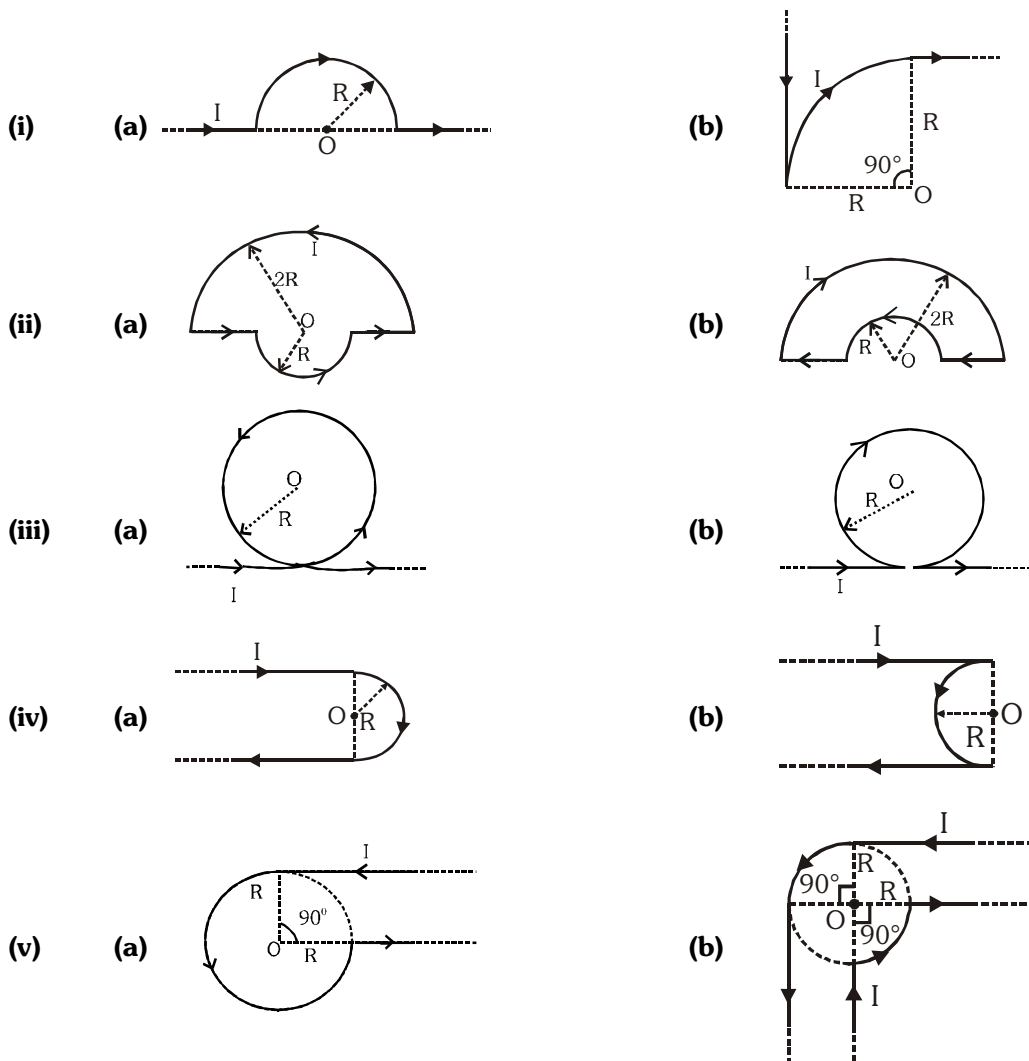 (i) (a) I R O (b) I R 90° R O
(ii) (a) I 2R O R (b) I 2R R O
(iii) (a) O R I (b) O R I
(iv) (a) I O R (b) I O R
(v) (a) I R 90° O R (b) I R 90° R O 90° I